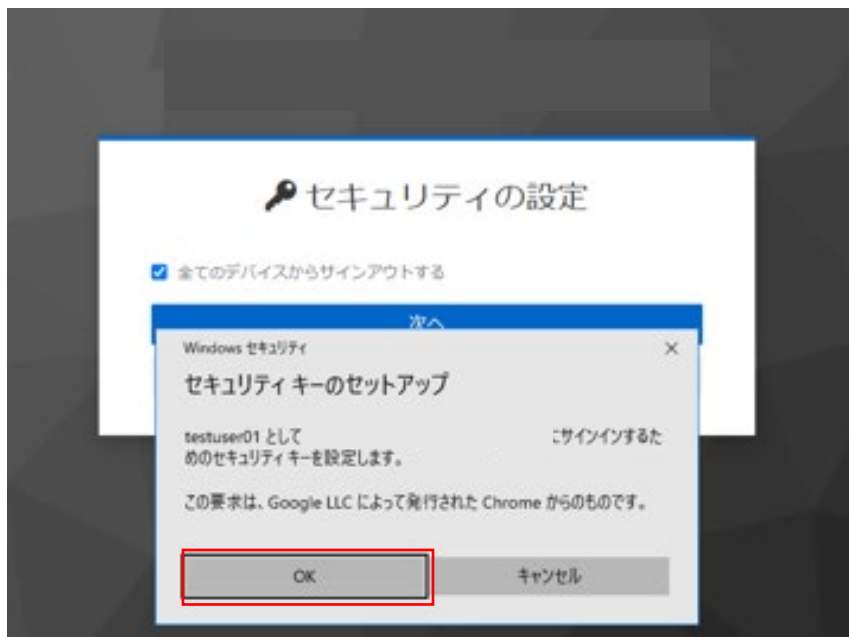 セキュリティの設定
全てのデバイスからサインアウトする
次へ
Windows セキュリティ
セキュリティ キーのセットアップ
testuser01 として にサインインするた
めのセキュリティ キーを設定します。
この要求は、Google LLC によって発行された Chrome からのものです。
OK キャンセル